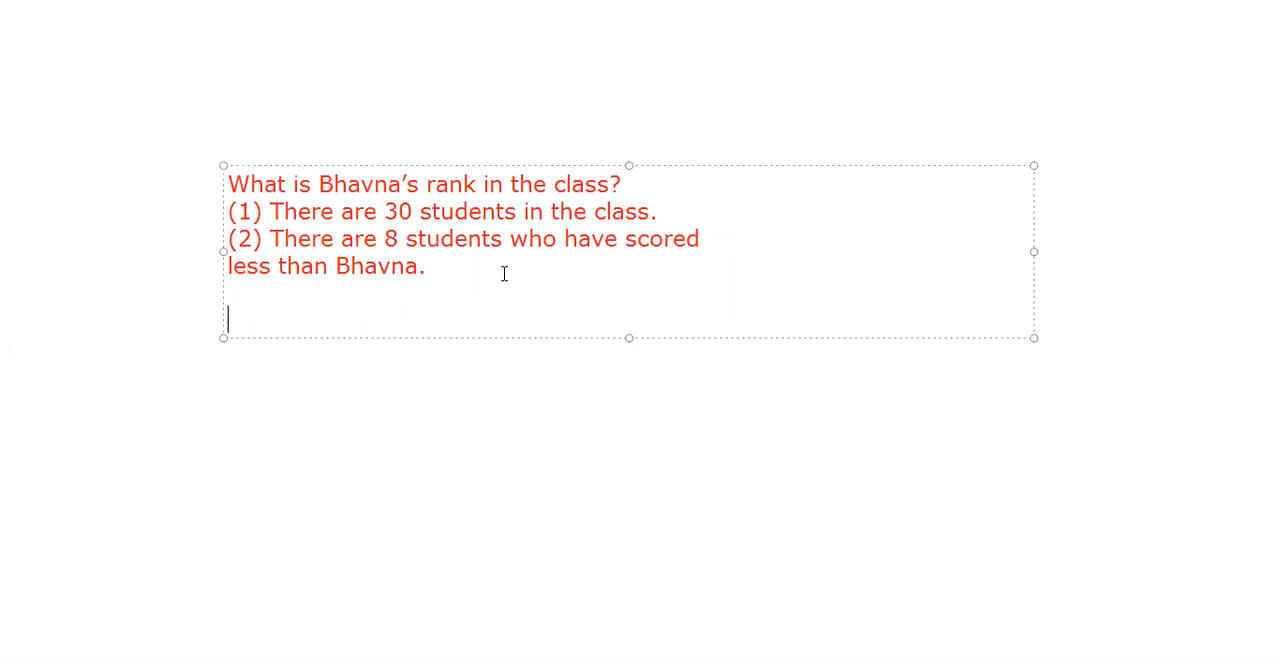 What is Bhavna’s rank in the class?
(1) There are 30 students in the class.
(2) There are 8 students who have scored
less than Bhavna.